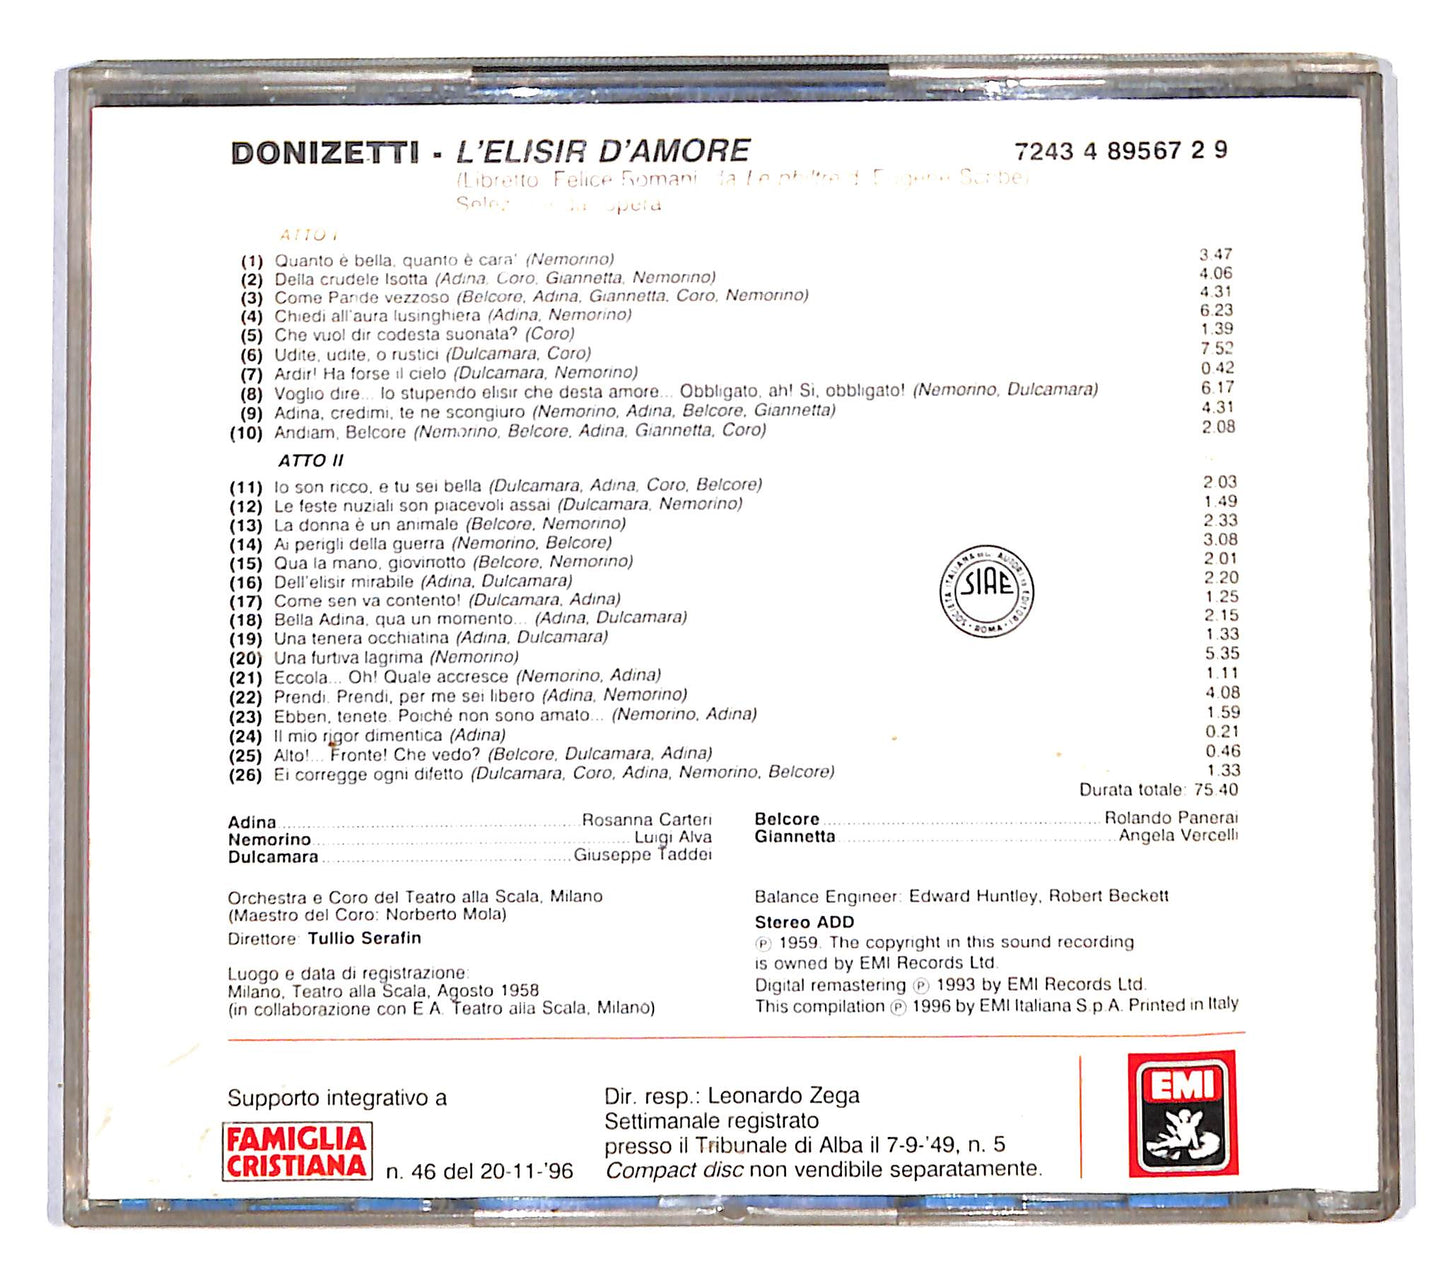 DONIZETTI - L'ELISIR D'AMORE 7243 4 89567 2 9
(Libretto Felice Romani da Le philtre di Eugène Scribe)
ATTO I
(1) Quanto è bella, quanto è cara' (Nemorino) 3.47
(2) Della crudele Isotta (Adina, Coro, Giannetta, Nemorino) 4.06
(3) Come Paride vezzoso (Belcore, Adina, Giannetta, Coro, Nemorino) 4.31
(4) Chiedi all'aura lusinghiera (Adina, Nemorino) 6.23
(5) Che vuol dir codesta suonata? (Coro) 1.39
(6) Udite, udite, o rustici (Dulcamara, Coro) 7.52
(7) Ardir! Ha forse il cielo (Dulcamara, Nemorino) 0.42
(8) Voglio dire... lo stupendo elisir che desta amore... Obbligato, ah! Sì, obbligato! (Nemorino, Dulcamara) 6.17
(9) Adina, credimi, te ne scongiuro (Nemorino, Adina, Belcore, Giannetta) 4.31
(10) Andiam, Belcore (Nemorino, Belcore, Adina, Giannetta, Coro) 2.08
ATTO II
(11) Io son ricco, e tu sei bella (Dulcamara, Adina, Coro, Belcore) 2.03
(12) Le feste nuziali son piacevoli assai (Dulcamara, Nemorino) 1.49
(13) La donna è un animale (Belcore, Nemorino) 2.33
(14) Ai perigli della guerra (Nemorino, Belcore) 3.08
(15) Qua la mano, giovinotto (Belcore, Nemorino) 2.01
(16) Dell'elisir mirabile (Adina, Dulcamara) 2.20
(17) Come sen va contento! (Dulcamara, Adina) 1.25
(18) Bella Adina, qua un momento... (Adina, Dulcamara) 2.15
(19) Una tenera occhiatina (Adina, Dulcamara) 1.33
(20) Una furtiva lagrima (Nemorino) 5.35
(21) Eccola... Oh! Quale accresce (Nemorino, Adina) 1.11
(22) Prendi. Prendi, per me sei libero (Adina, Nemorino) 4.08
(23) Ebben, tenete. Poiché non sono amato... (Nemorino, Adina) 1.59
(24) Il mio rigor dimentica (Adina) 0.21
(25) Alto!... Fronte! Che vedo? (Belcore, Dulcamara, Adina) 0.46
(26) Ei corregge ogni difetto (Dulcamara, Coro, Adina, Nemorino, Belcore) 1.33
Durata totale: 75.40
SOCIETÀ ITALIANA AUTORI EDITORI · ROMA ·
SIAE
Adina Rosanna Carteri
Nemorino Luigi Alva
Dulcamara Giuseppe Taddei
Belcore Rolando Panerai
Giannetta Angela Vercelli
Orchestra e Coro del Teatro alla Scala, Milano
(Maestro del Coro: Norberto Mola)
Direttore: Tullio Serafin
Luogo e data di registrazione:
Milano, Teatro alla Scala, Agosto 1958
(in collaborazione con E.A. Teatro alla Scala, Milano)
Balance Engineer: Edward Huntley, Robert Beckett
Stereo ADD
℗ 1959. The copyright in this sound recording
is owned by EMI Records Ltd.
Digital remastering ℗ 1993 by EMI Records Ltd.
This compilation ℗ 1996 by EMI Italiana S.p.A. Printed in Italy
Supporto integrativo a
FAMIGLIA
CRISTIANA
n. 46 del 20-11-'96
Dir. resp.: Leonardo Zega
Settimanale registrato
presso il Tribunale di Alba il 7-9-'49, n. 5
Compact disc non vendibile separatamente.
EMI